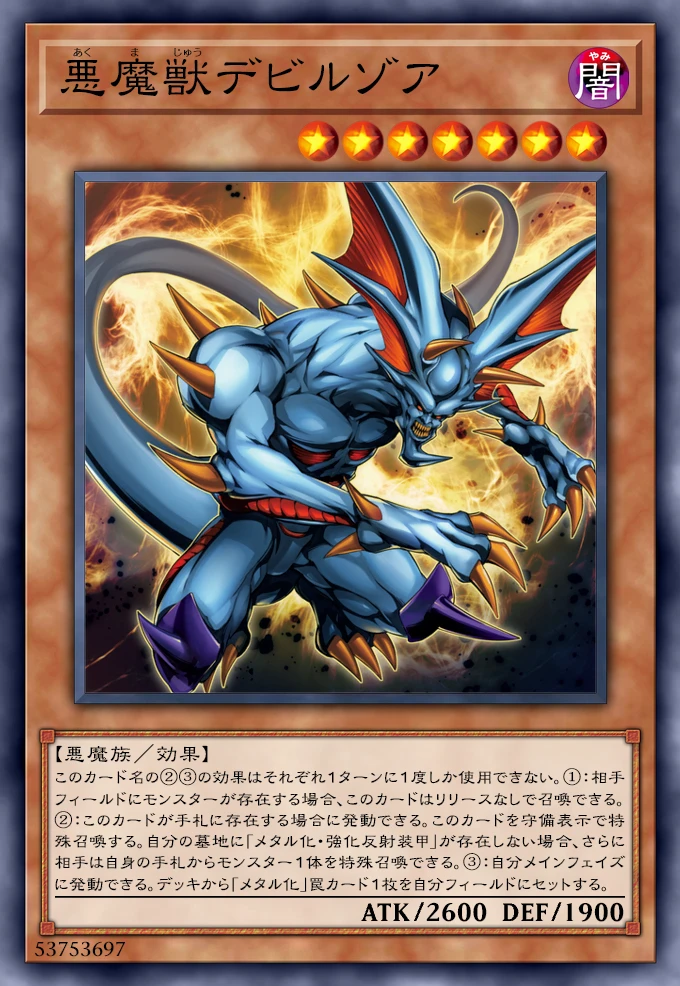 あく ま じゅう
悪魔獣デビルゾア
やみ
闇
【悪魔族／効果】
このカード名の②③の効果はそれぞれ１ターンに１度しか使用できない。①：相手
フィールドにモンスターが存在する場合、このカードはリリースなしで召喚できる。
②：このカードが手札に存在する場合に発動できる。このカードを守備表示で特
殊召喚する。自分の墓地に「メタル化・強化反射装甲」が存在しない場合、さらに
相手は自身の手札からモンスター１体を特殊召喚できる。③：自分メインフェイズ
に発動できる。デッキから「メタル化」罠カード１枚を自分フィールドにセットする。
ATK/2600 DEF/1900
53753697